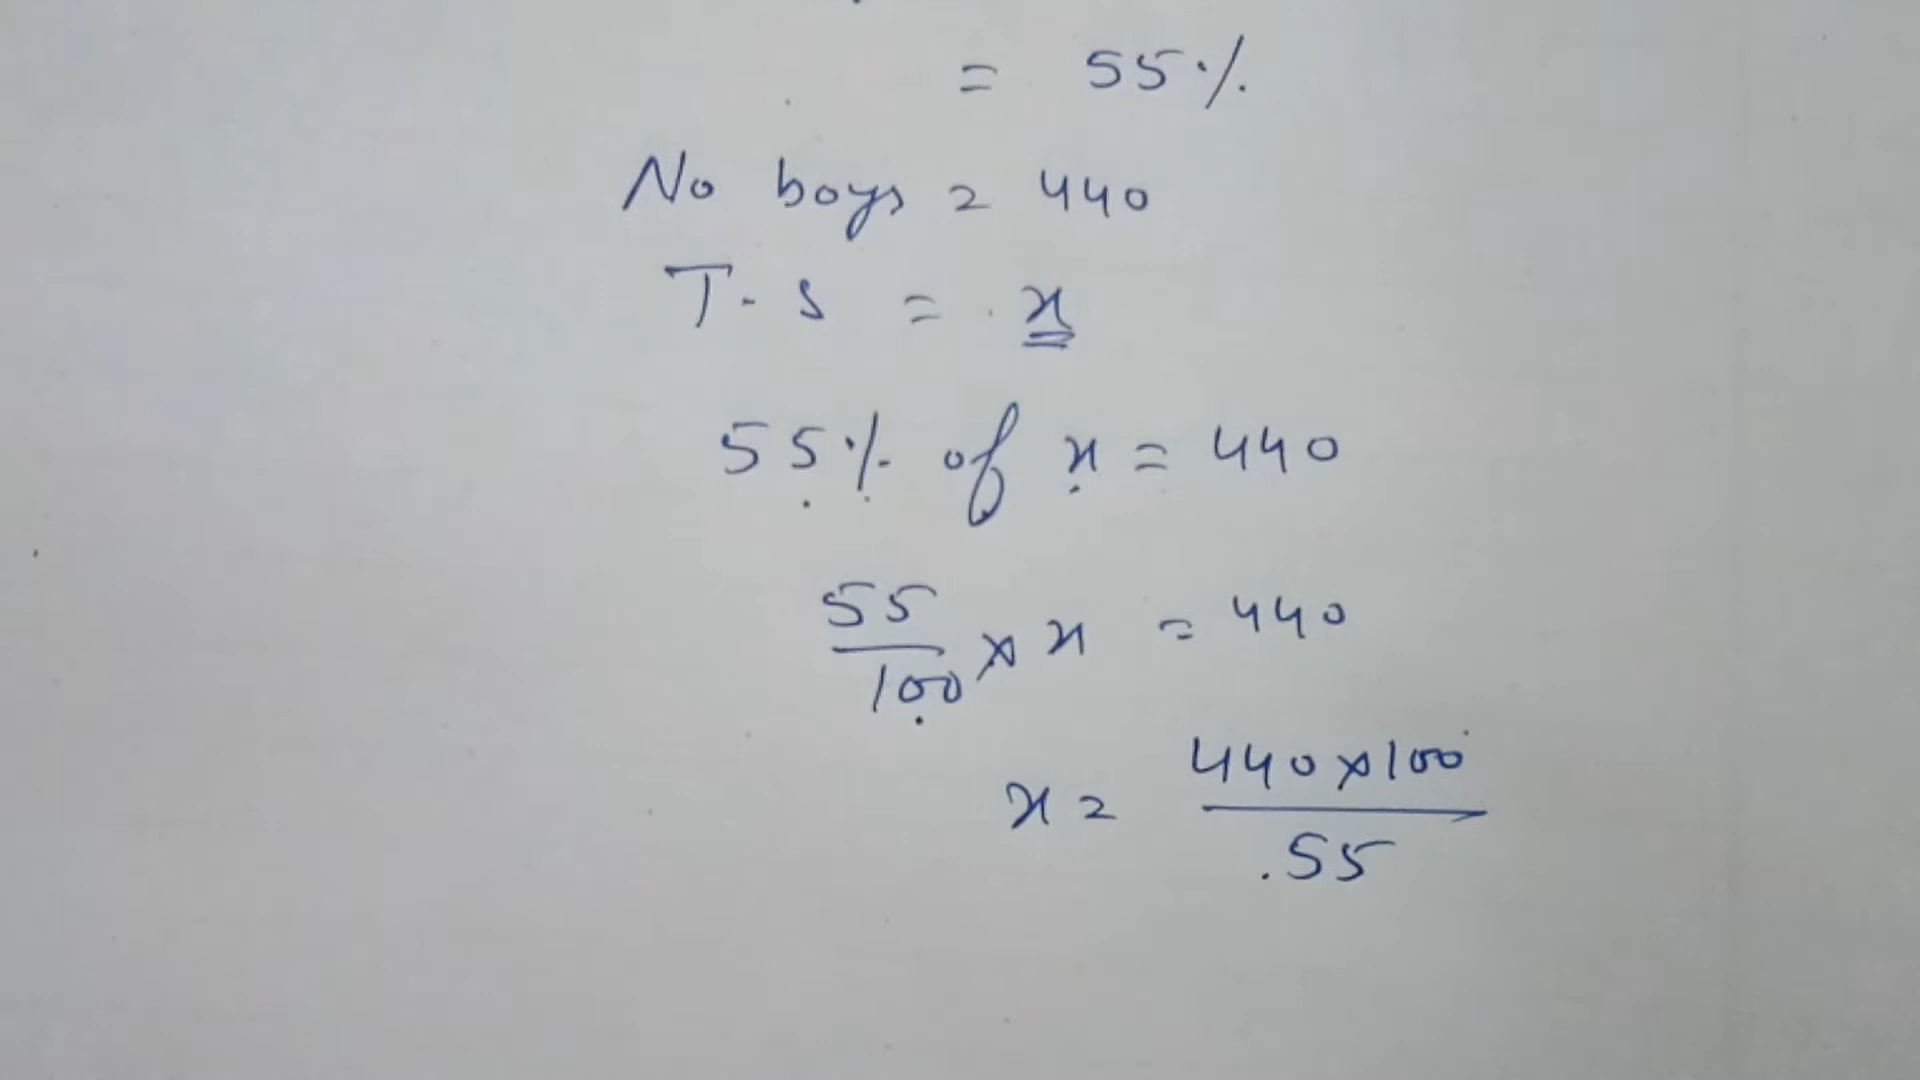 = 55%
No boys = 440
T.S = x
55% of x = 440
55/100 × x = 440
x = 440×100/55